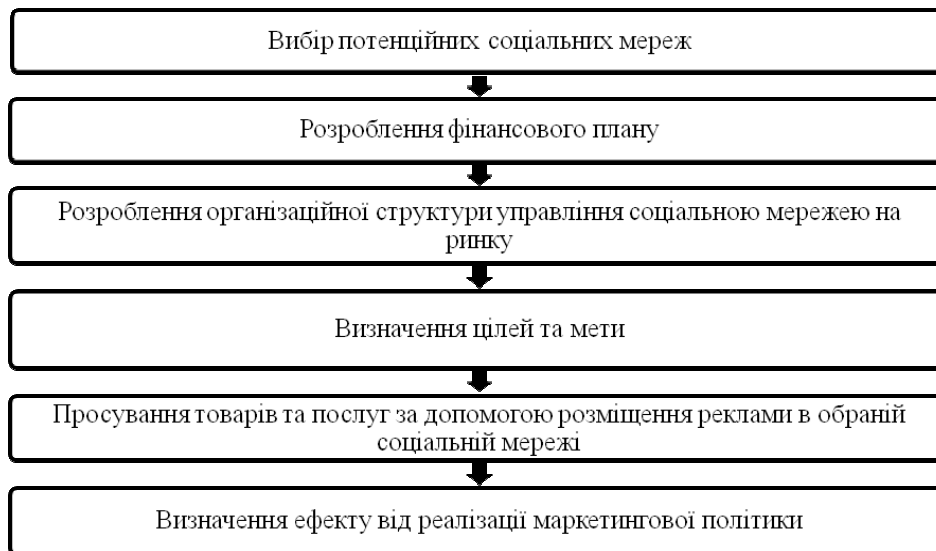 Вибір потенційних соціальних мереж
Розроблення фінансового плану
Розроблення організаційної структури управління соціальною мережею на
ринку
Визначення цілей та мети
Просування товарів та послуг за допомогою розміщення реклами в обраній
соціальній мережі
Визначення ефекту від реалізації маркетингової політики